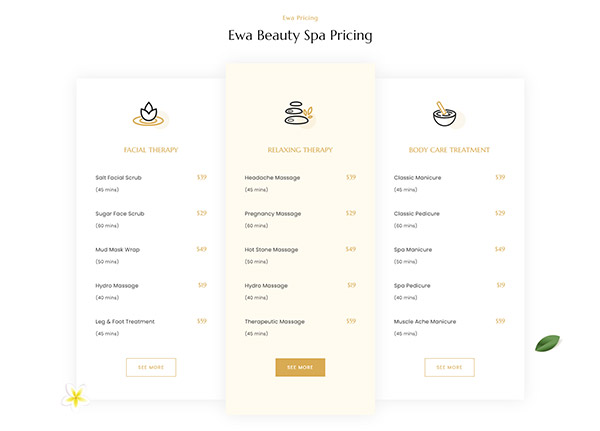 Ewa Pricing
Ewa Beauty Spa Pricing
FACIAL THERAPY
Salt Facial Scrub $39
(45 mins)
Sugar Face Scrub $29
(60 mins)
Mud Mask Wrap $49
(50 mins)
Hydro Massage $19
(40 mins)
Leg & Foot Treatment $59
(45 mins)
SEE MORE
RELAXING THERAPY
Headache Massage $39
(45 mins)
Pregnancy Massage $29
(60 mins)
Hot Stone Massage $49
(50 mins)
Hydro Massage $19
(40 mins)
Therapeutic Massage $59
(45 mins)
SEE MORE
BODY CARE TREATMENT
Classic Manicure $39
(45 mins)
Classic Pedicure $29
(60 mins)
Spa Manicure $49
(50 mins)
Spa Pedicure $19
(40 mins)
Muscle Ache Manicure $59
(45 mins)
SEE MORE